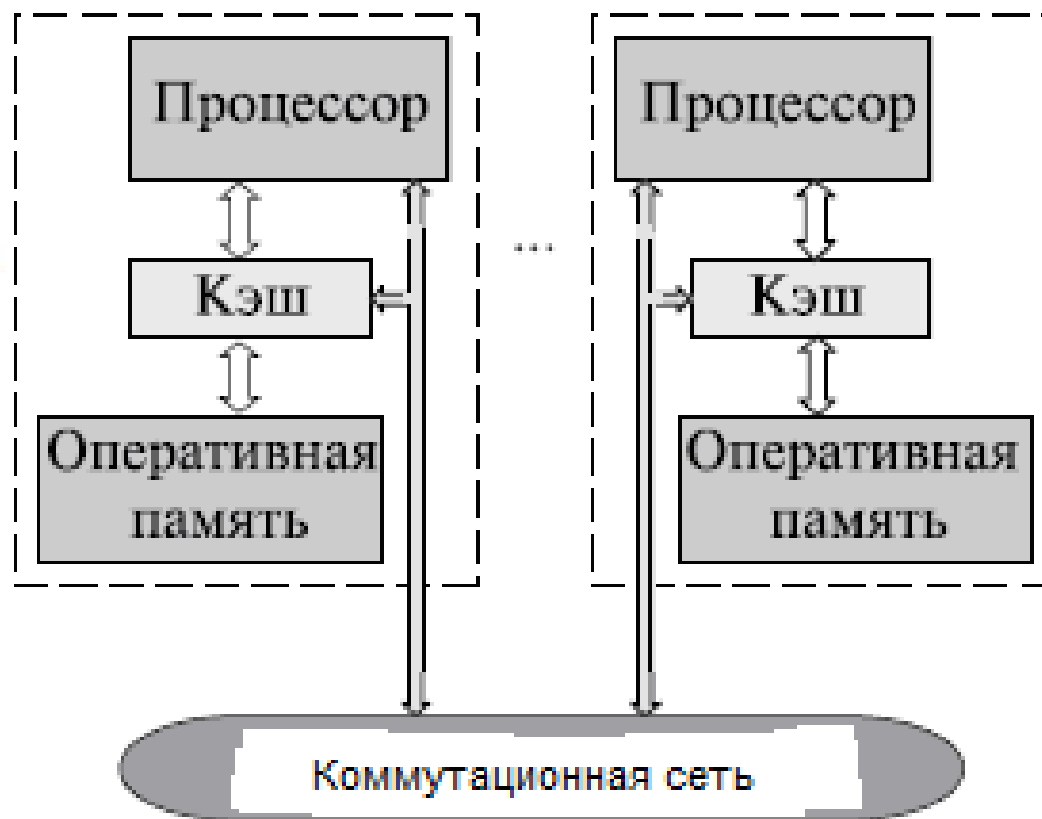 Процессор
Процессор
...
Кэш
Кэш
Оперативная
память
Оперативная
память
Коммутационная сеть